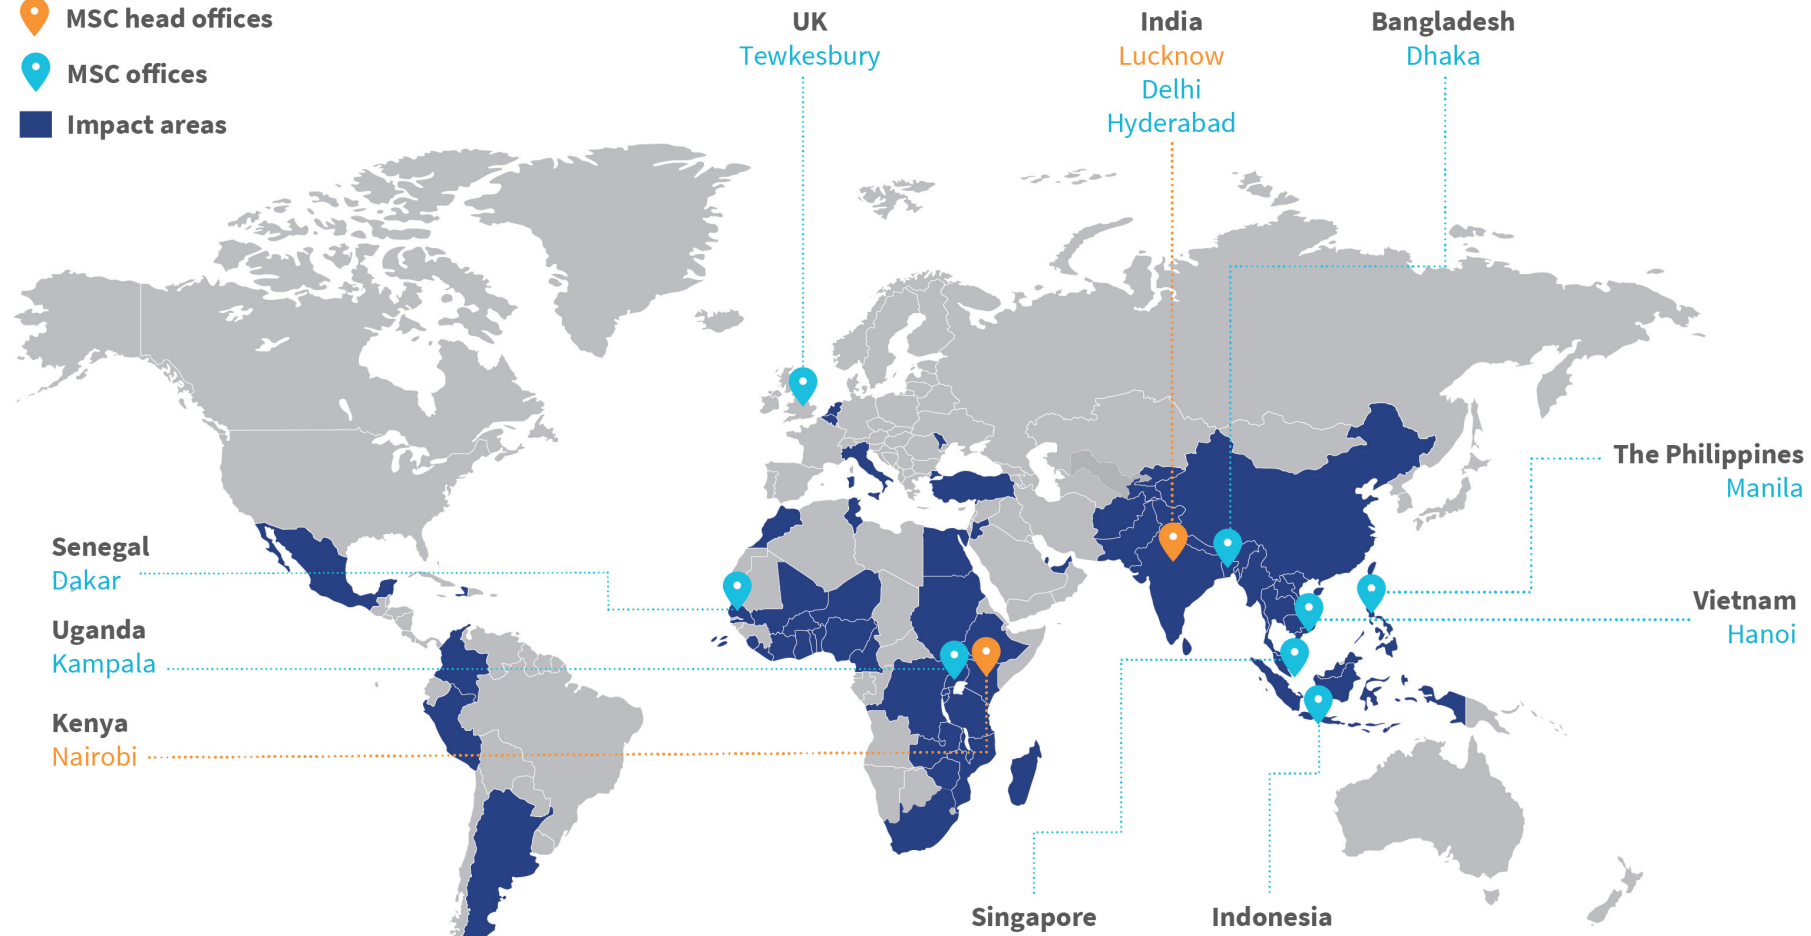 MSC head offices
MSC offices
Impact areas
UK
Tewkesbury
India
Lucknow
Delhi
Hyderabad
Bangladesh
Dhaka
The Philippines
Manila
Vietnam
Hanoi
Senegal
Dakar
Uganda
Kampala
Kenya
Nairobi
Singapore
Indonesia